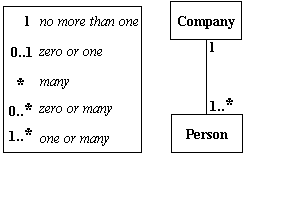 1 no more than one
0..1 zero or one
* many
0..* zero or many
1..* one or many
Company
1
1..*
Person